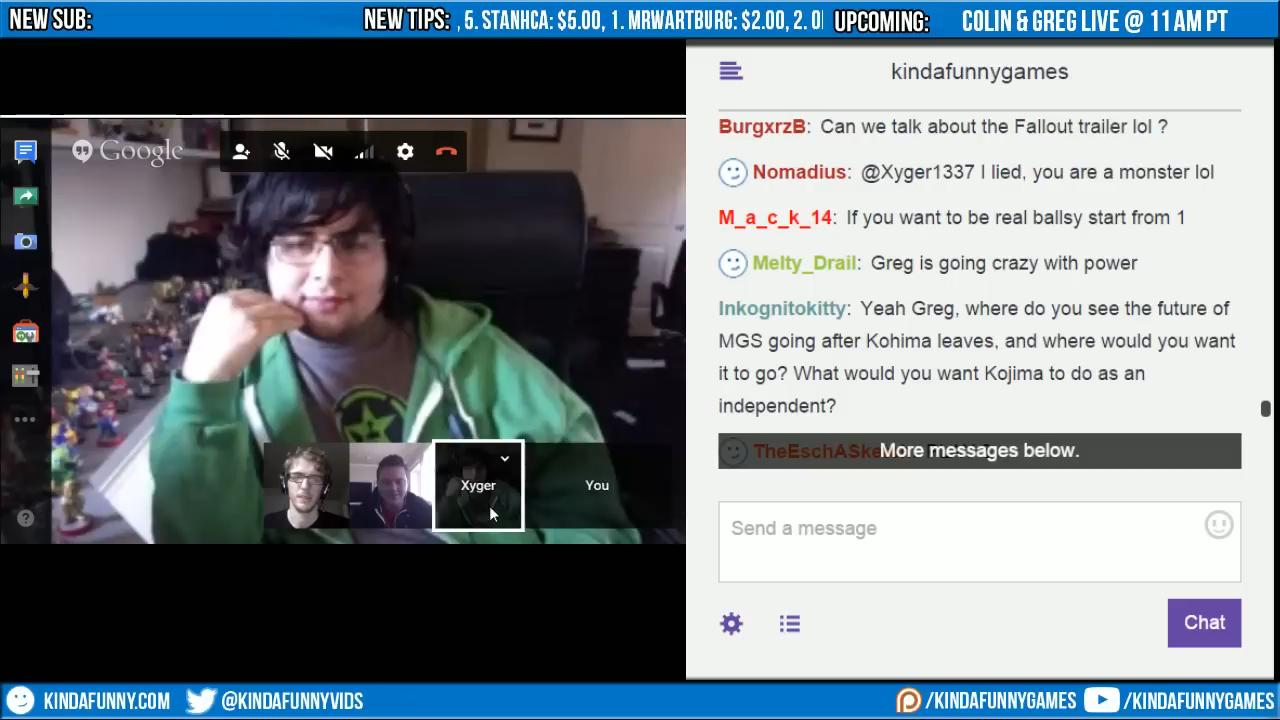 NEW SUB:
NEW TIPS: , 5. STANHCA: $5.00, 1. MRWARTBURG: $2.00, 2.
UPCOMING: COLIN & GREG LIVE @ 11 AM PT
Google
Xyger
You
kindafunnygames
BurgxrzB: Can we talk about the Fallout trailer lol ?
Nomadius: @Xyger1337 I lied, you are a monster lol
M_a_c_k_14: If you want to be real ballsy start from 1
Melty_Drail: Greg is going crazy with power
Inkognitokitty: Yeah Greg, where do you see the future of
MGS going after Kohima leaves, and where would you want
it to go? What would you want Kojima to do as an
independent?
More messages below.
Send a message
Chat
KINDAFUNNY.COM
@KINDAFUNNYVIDS
/KINDAFUNNYGAMES
/KINDAFUNNYGAMES